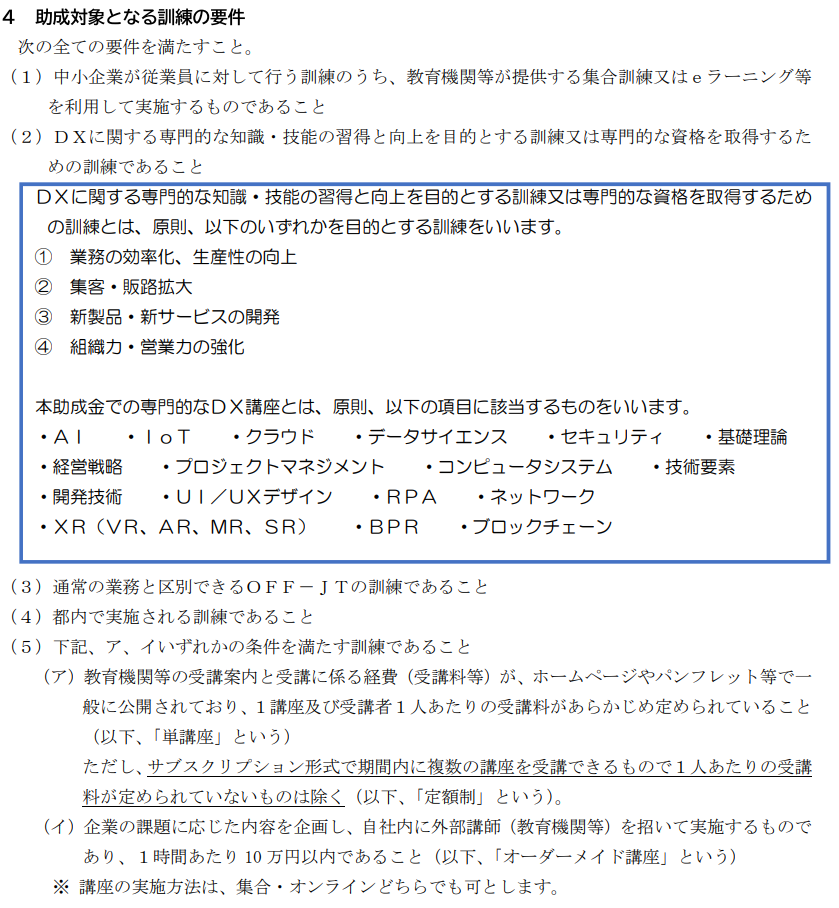 ４　助成対象となる訓練の要件
次の全ての要件を満たすこと。
（１）中小企業が従業員に対して行う訓練のうち、教育機関等が提供する集合訓練又はｅラーニング等
を利用して実施するものであること
（２）ＤＸに関する専門的な知識・技能の習得と向上を目的とする訓練又は専門的な資格を取得するた
めの訓練であること
ＤＸに関する専門的な知識・技能の習得と向上を目的とする訓練又は専門的な資格を取得するため
の訓練とは、原則、以下のいずれかを目的とする訓練をいいます。
①　業務の効率化、生産性の向上
②　集客・販路拡大
③　新製品・新サービスの開発
④　組織力・営業力の強化
本助成金での専門的なＤＸ講座とは、原則、以下の項目に該当するものをいいます。
・ＡＩ　・ＩｏＴ　・クラウド　・データサイエンス　・セキュリティ　・基礎理論
・経営戦略　・プロジェクトマネジメント　・コンピュータシステム　・技術要素
・開発技術　・ＵＩ／ＵＸデザイン　・ＲＰＡ　・ネットワーク
・ＸＲ（ＶＲ、ＡＲ、ＭＲ、ＳＲ）　・ＢＰＲ　・ブロックチェーン
（３）通常の業務と区別できるＯＦＦ－ＪＴの訓練であること
（４）都内で実施される訓練であること
（５）下記、ア、イいずれかの条件を満たす訓練であること
（ア）教育機関等の受講案内と受講に係る経費（受講料等）が、ホームページやパンフレット等で一
般に公開されており、１講座及び受講者１人あたりの受講料があらかじめ定められていること
（以下、「単講座」という）
ただし、サブスクリプション形式で期間内に複数の講座を受講できるもので１人あたりの受講
料が定められていないものは除く（以下、「定額制」という）。
（イ）企業の課題に応じた内容を企画し、自社内に外部講師（教育機関等）を招いて実施するもので
あり、１時間あたり 10 万円以内であること（以下、「オーダーメイド講座」という）
※ 講座の実施方法は、集合・オンラインどちらでも可とします。